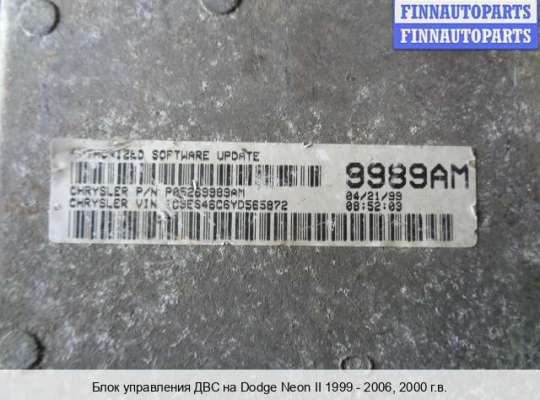 FINNAUTOPARTS
FINNAUTOPARTS
SOFTWARE UPDATE
9989AM
CHRYSLER P/N P05269989AM
04/21/99
CHRYSLER VIN 1C3ES46C6YD565872
08:52:03
Блок управления ДВС на Dodge Neon II 1999 - 2006, 2000 г.в.